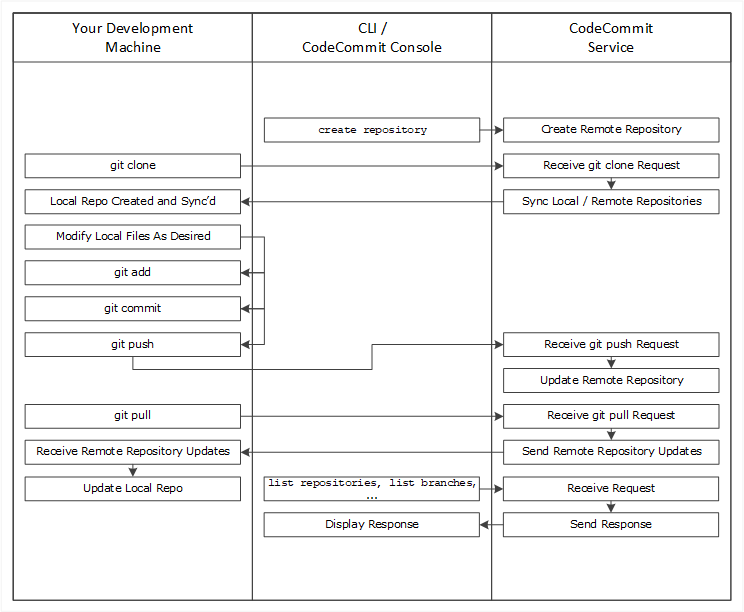 Your Development
Machine
CLI /
CodeCommit Console
CodeCommit
Service
create repository
Create Remote Repository
git clone
Receive git clone Request
Local Repo Created and Sync'd
Sync Local / Remote Repositories
Modify Local Files As Desired
git add
git commit
git push
Receive git push Request
Update Remote Repository
git pull
Receive git pull Request
Receive Remote Repository Updates
Send Remote Repository Updates
Update Local Repo
list repositories, list branches,
...
Receive Request
Display Response
Send Response